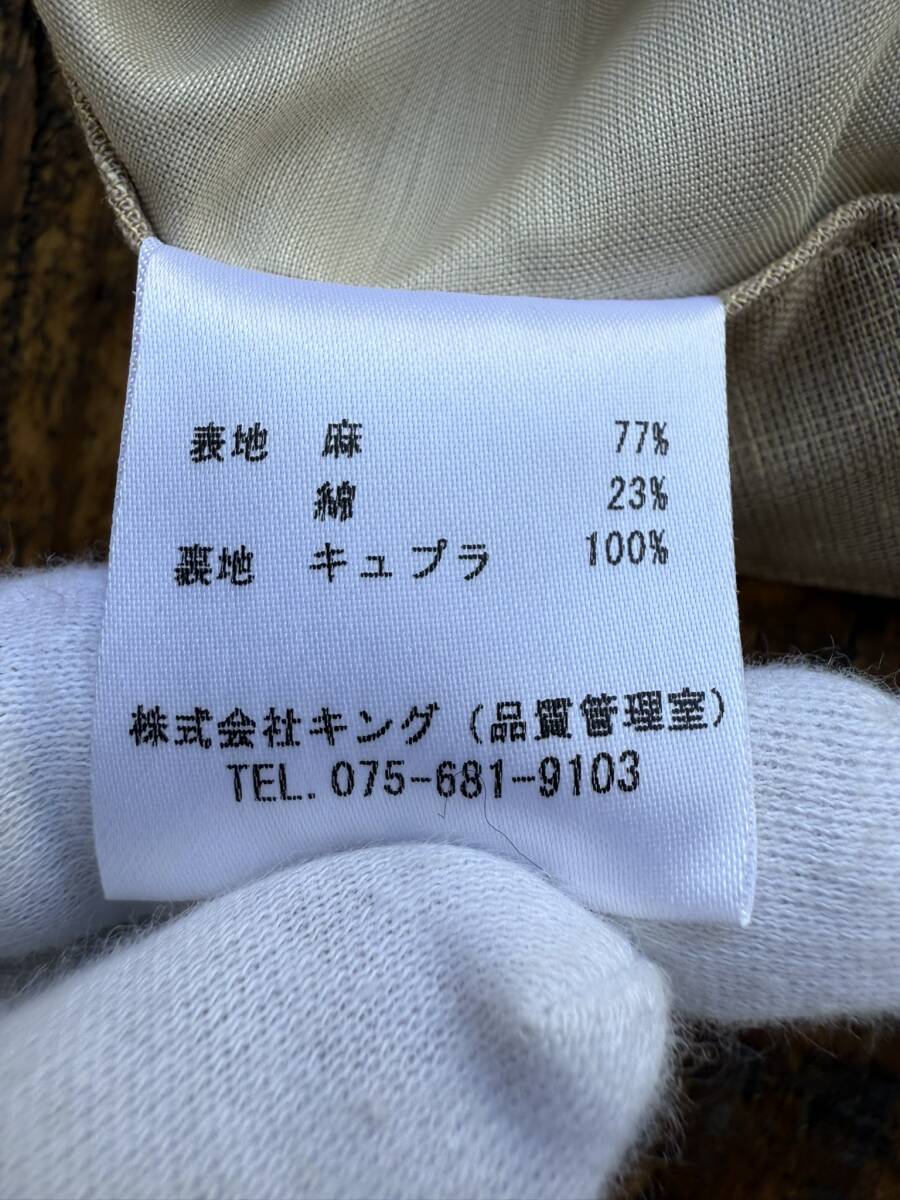 表地 麻 77%
綿 23%
裏地 キュプラ 100%
株式会社キング (品質管理室)
TEL. 075-681-9103